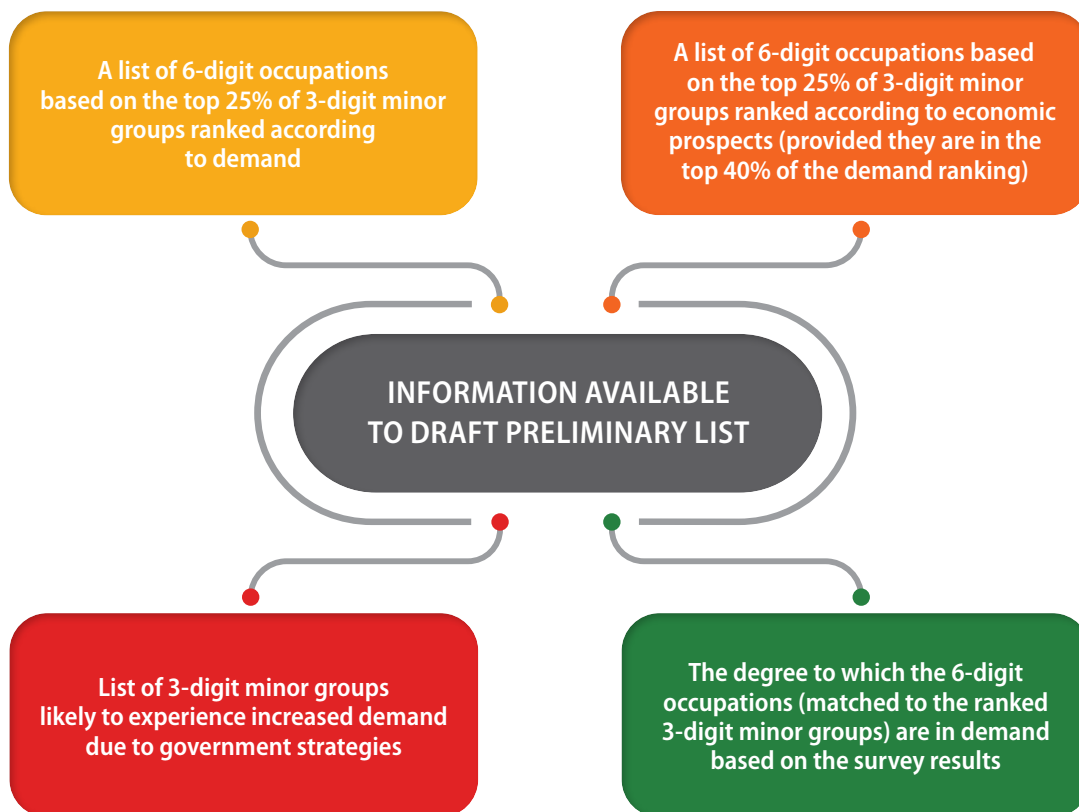 A list of 6-digit occupations
based on the top 25% of 3-digit minor
groups ranked according
to demand
A list of 6-digit occupations based
on the top 25% of 3-digit minor
groups ranked according to economic
prospects (provided they are in the
top 40% of the demand ranking)
INFORMATION AVAILABLE
TO DRAFT PRELIMINARY LIST
List of 3-digit minor groups
likely to experience increased demand
due to government strategies
The degree to which the 6-digit
occupations (matched to the ranked
3-digit minor groups) are in demand
based on the survey results